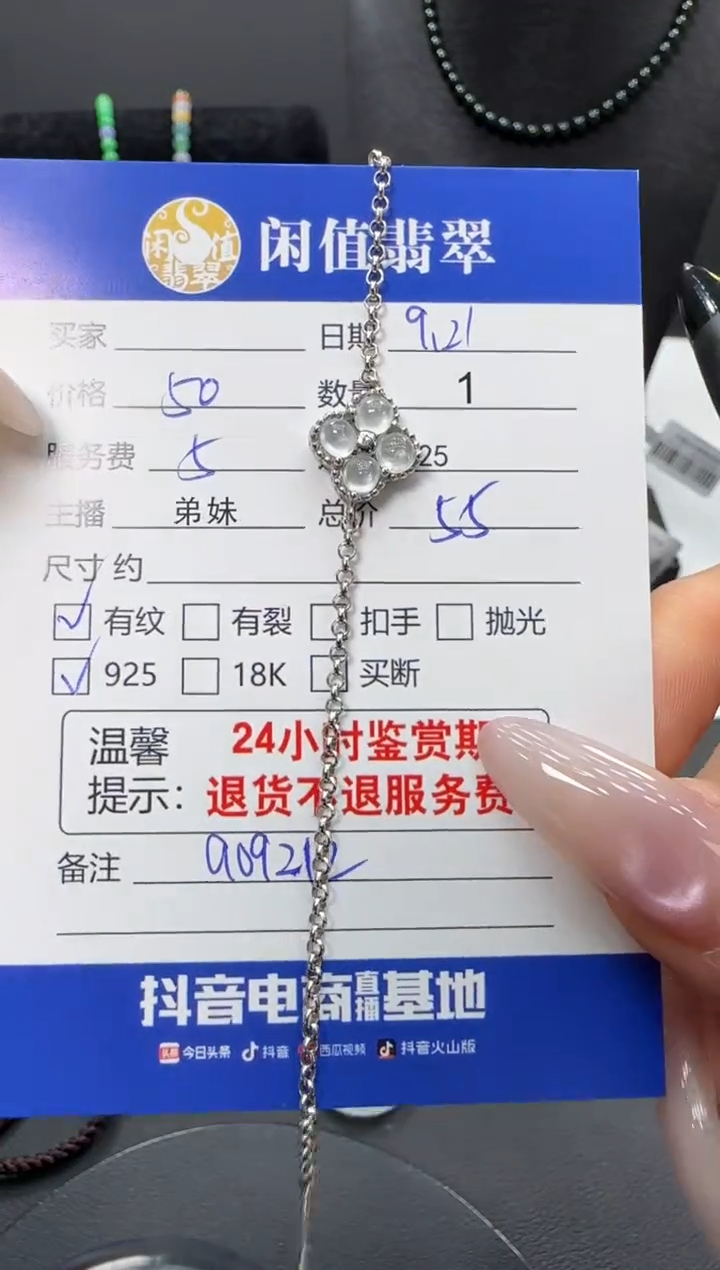 闲值翡翠
闲值翡翠
买家 日期 9.21
价格 50 数量 1
服务费 5 25
主播 弟妹 总价 55
尺寸约
有纹 有裂 扣手 抛光
925 18K 买断
温馨 24小时鉴赏期
提示: 退货不退服务费
备注 909212
抖音电商直播基地
头条 今日头条 抖音 西瓜视频 抖音火山版